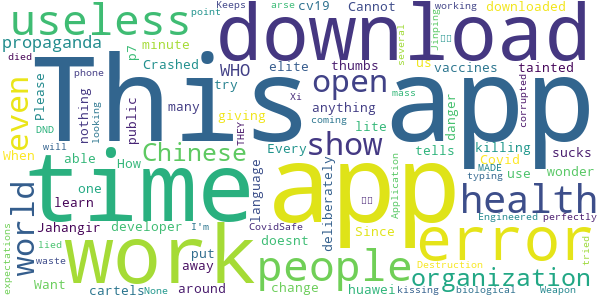 Keeps arse working point
cv19 Cannot downloaded
useless download
propaganda minute WHO elite thumbs several Jinping us vaccines tainted
died p7 Crashed try open
This app
even Please phone nothing looking public many anything
DND will giving THEY show lite Xi coming mass danger corrupted
When Chinese Every tells killing Covid sucks
able How language deliberately
time app health
world one learn use wonder
Jahangir developer I'm CovidSafe doesnt Since Application MADE typing Engineered perfectly
work people error
expectations lied put away
Want waste around change tried organization
cartels None huawei kissing Destruction biological Weapon